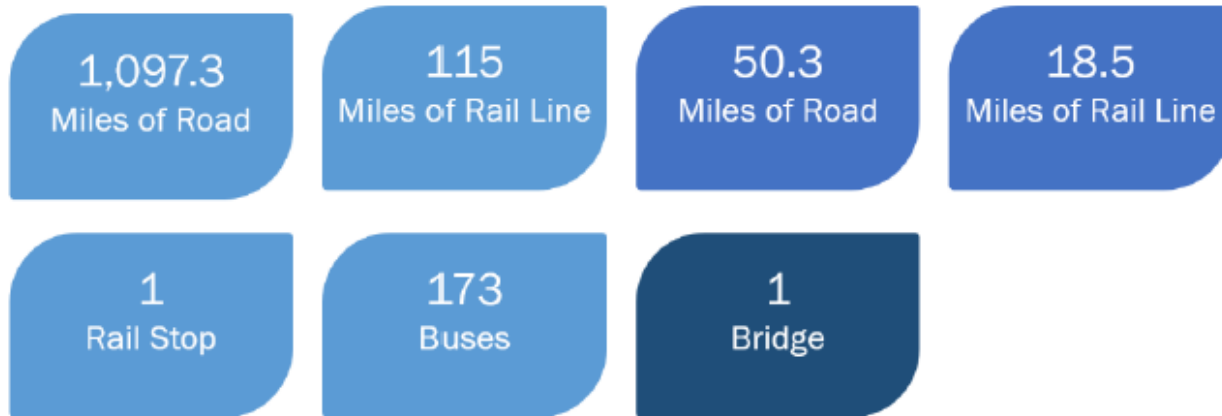 1,097.3
Miles of Road
115
Miles of Rail Line
50.3
Miles of Road
18.5
Miles of Rail Line
1
Rail Stop
173
Buses
1
Bridge